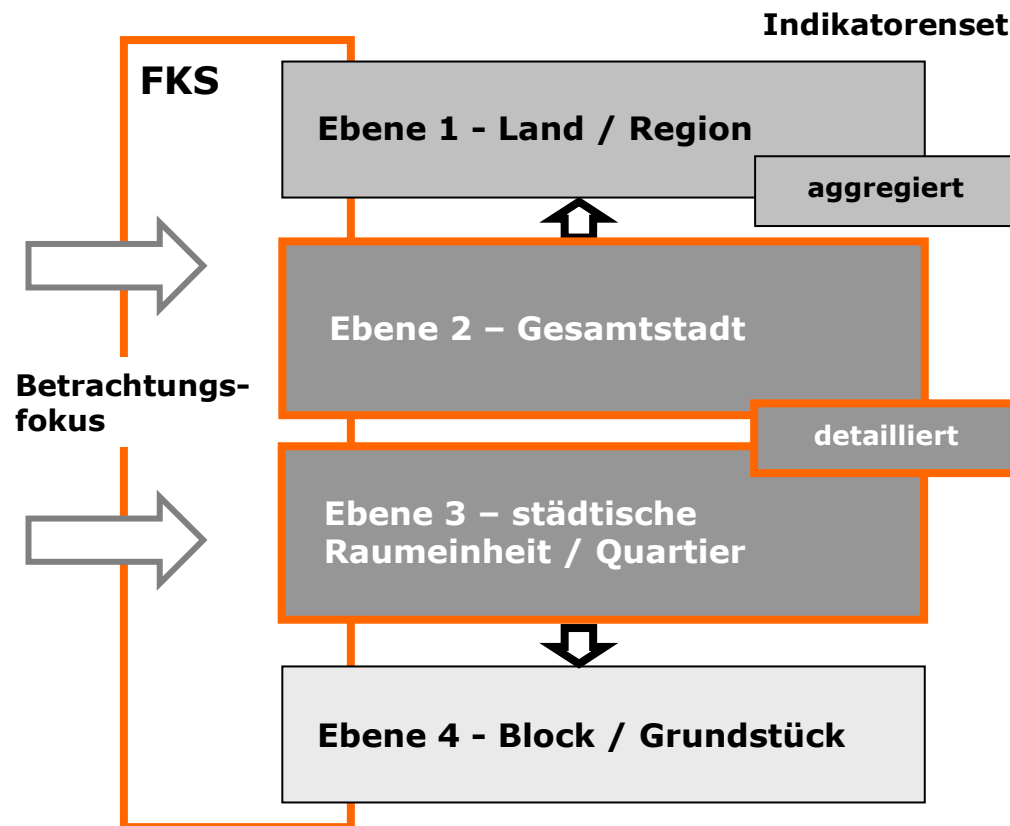 Indikatorenset
FKS
Ebene 1 - Land / Region
aggregiert
Ebene 2 – Gesamtstadt
Betrachtungs-
fokus
detailliert
Ebene 3 – städtische
Raumeinheit / Quartier
Ebene 4 - Block / Grundstück